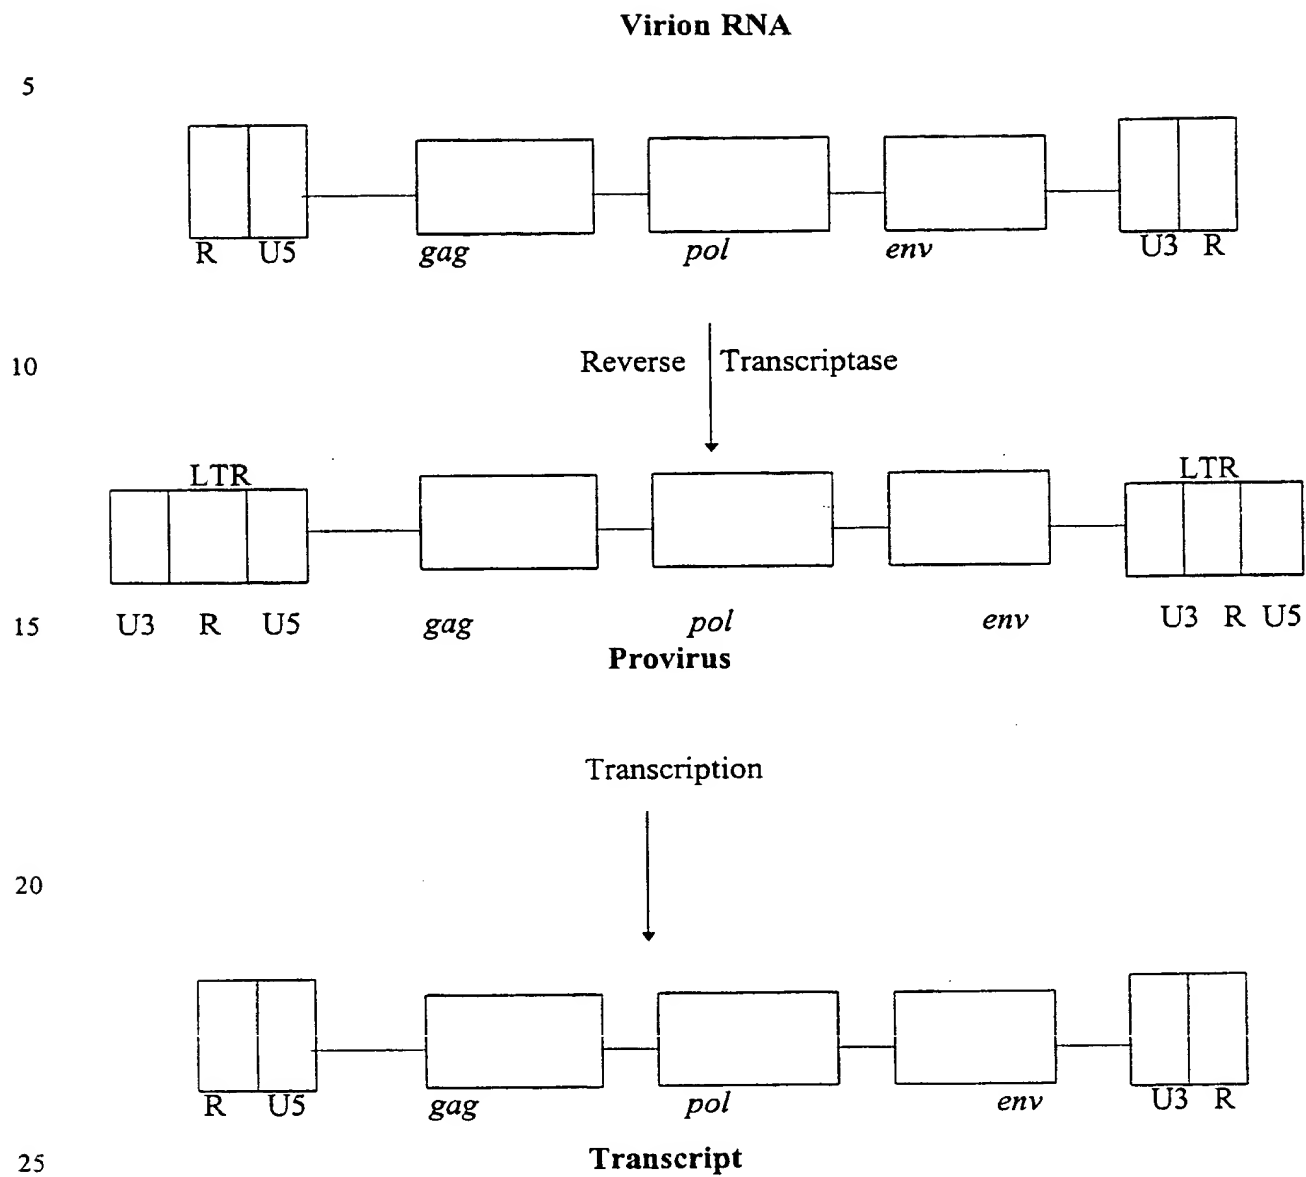 Virion RNA
5
R U5 gag pol env U3 R
10 Reverse Transcriptase
LTR LTR
15 U3 R U5 gag pol env U3 R U5
Provirus
Transcription
20
R U5 gag pol env U3 R
25 Transcript